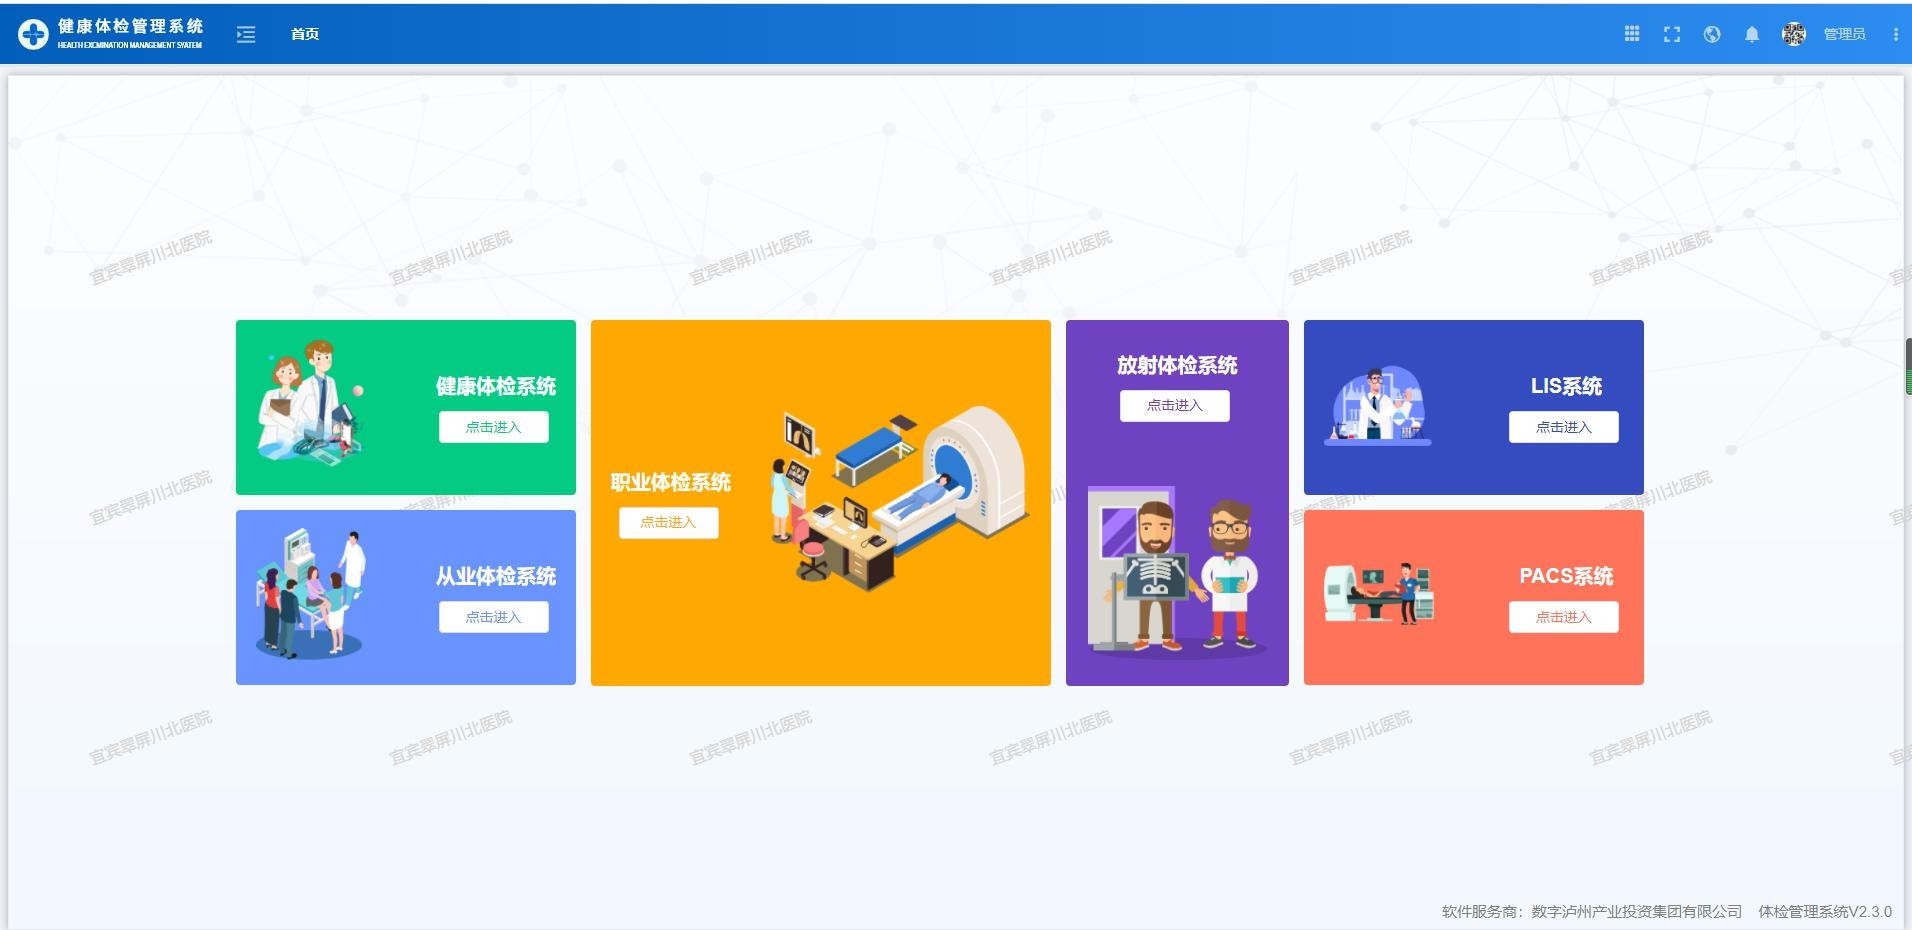 健康体检管理系统
HEALTH EXCMINATION MANAGEMENT SYATEM
首页
管理员
宜宾翠屏川北医院 宜宾翠屏川北医院 宜宾翠屏川北医院 宜宾翠屏川北医院 宜宾翠屏川北医院 宜宾翠屏川北医院 宜
健康体检系统
点击进入
从业体检系统
点击进入
职业体检系统
点击进入
放射体检系统
点击进入
LIS系统
点击进入
PACS系统
点击进入
宜宾翠屏川北医院 宜宾翠屏川北医院 宜宾翠屏川北医院 宜宾翠屏川北医院 宜宾翠屏川北医院 宜宾翠屏川北医院 宜
软件服务商：数字泸州产业投资集团有限公司 体检管理系统V2.3.0